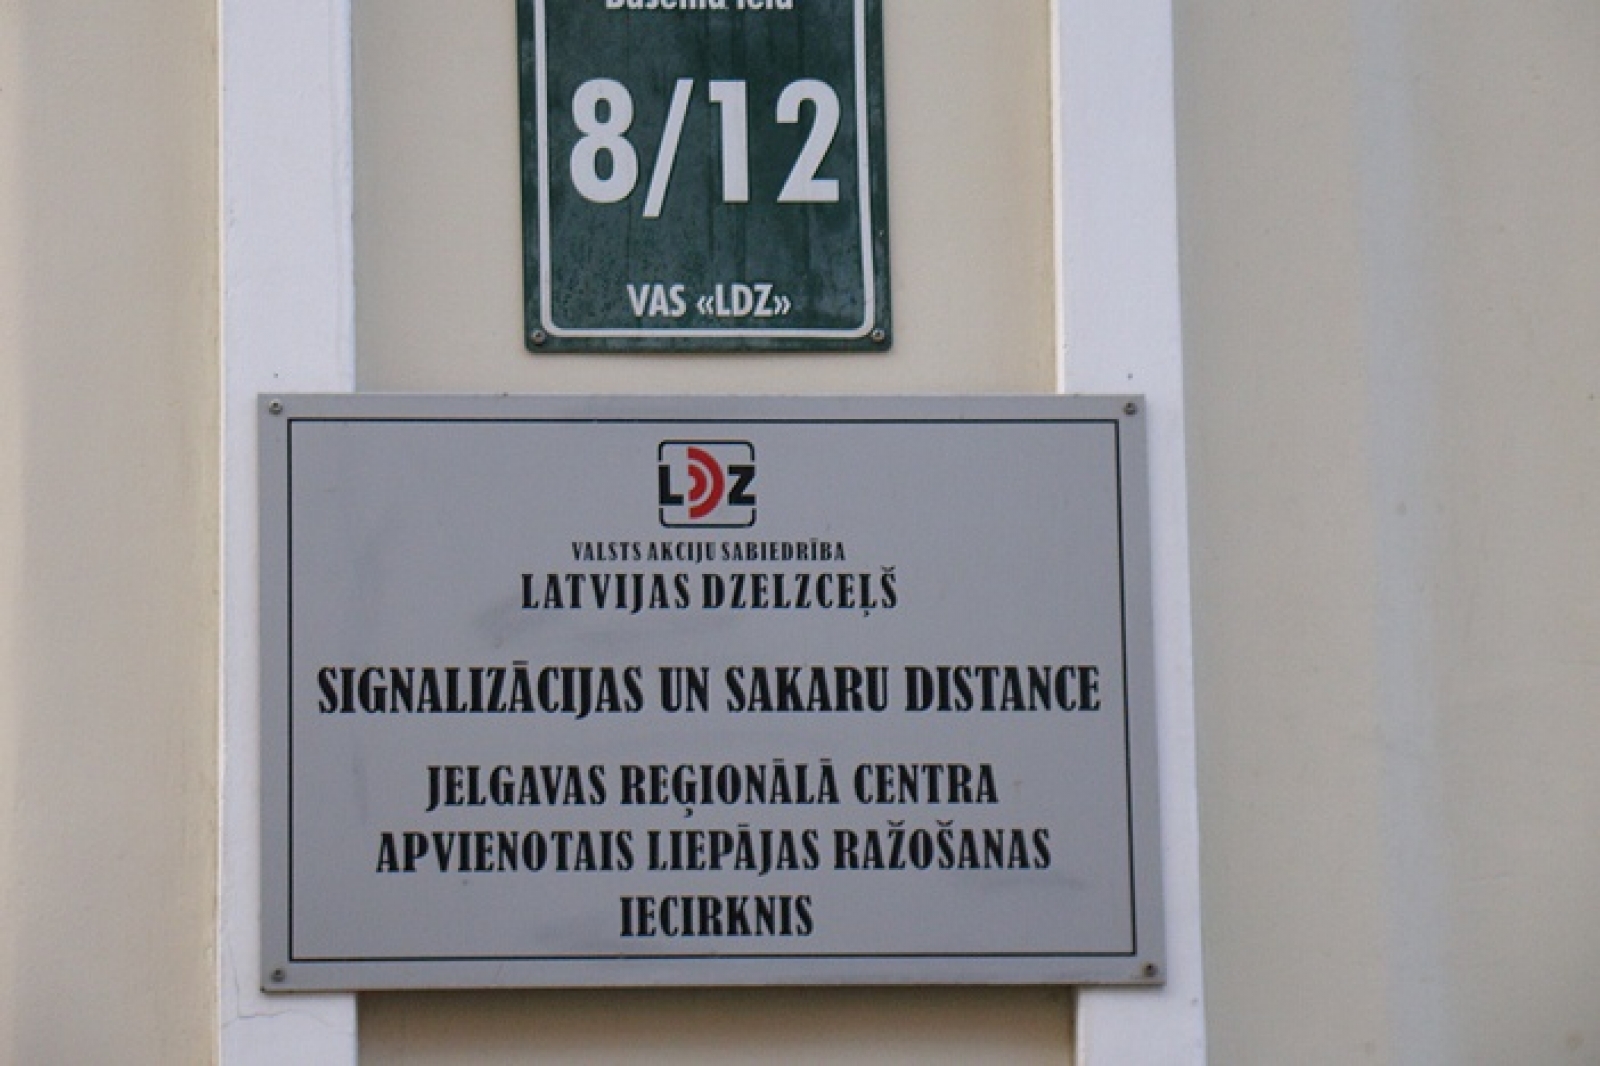 8/12
VAS «LDZ»
LDZ
VALSTS AKCIJU SABIEDRĪBA
LATVIJAS DZELZCEĻŠ
SIGNALIZĀCIJAS UN SAKARU DISTANCE
JELGAVAS REĢIONĀLĀ CENTRA
APVIENOTAIS LIEPĀJAS RAŽOŠANAS
IECIRKNIS